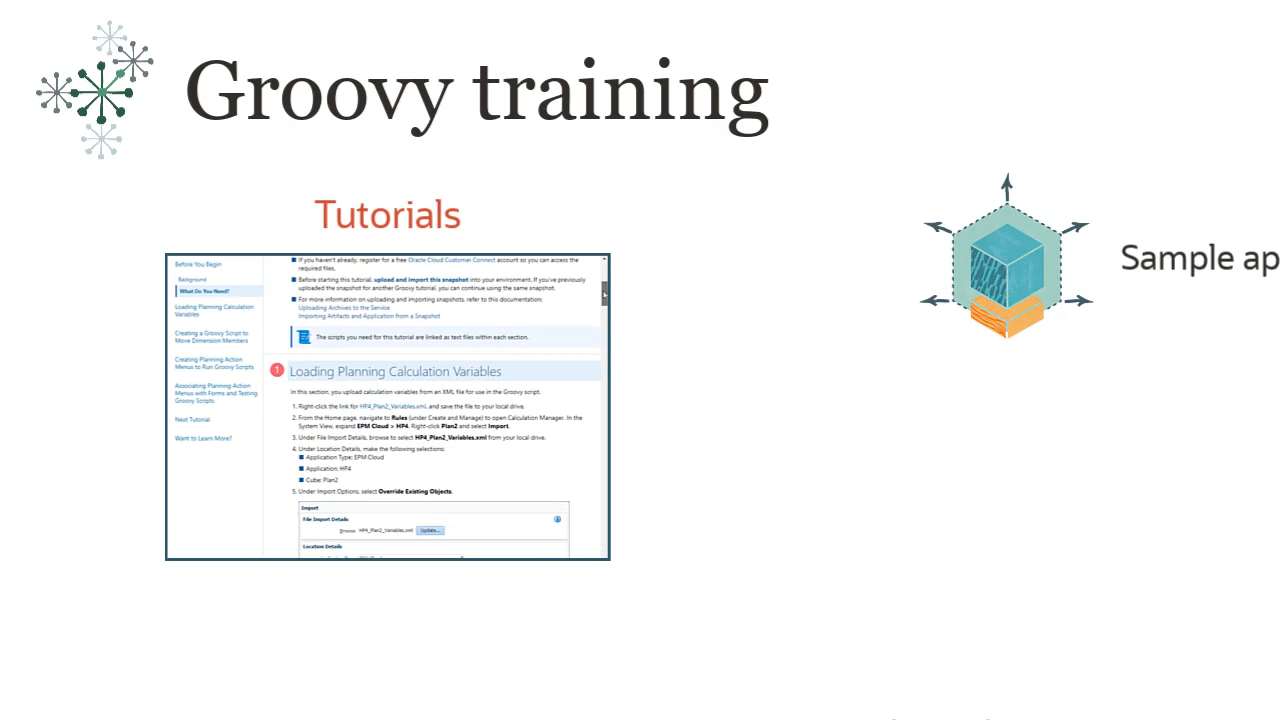 Groovy training
Tutorials
Sample ap
Before You Begin
Background
What Do You Need?
Loading Planning Calculation
Variables
Creating a Groovy Script to
Move Dimension Members
Creating Planning Action
Menus to Run Groovy Scripts
Associating Planning Action
Menus with Forms and Testing
Groovy Scripts
Next Tutorial
Want to Learn More?
If you haven't already, register for a free Oracle Cloud Customer Connect account so you can access the
required files.
Before starting this tutorial, upload and import this snapshot into your environment. If you've previously
uploaded the snapshot for another Groovy tutorial, you can continue using the same snapshot.
For more information on uploading and importing snapshots, refer to this documentation:
Uploading Archives to the Service
Importing Artifacts and Application from a Snapshot
The scripts you need for this tutorial are linked as text files within each section.
1 Loading Planning Calculation Variables
In this section, you upload calculation variables from an XML file for use in the Groovy script.
1. Right-click the link for HP4_Plan2_Variables.xml, and save the file to your local drive.
2. From the Home page, navigate to Rules (under Create and Manage) to open Calculation Manager. In the
System View, expand EPM Cloud > HP4. Right-click Plan2 and select Import.
3. Under File Import Details, browse to select HP4_Plan2_Variables.xml from your local drive.
4. Under Location Details, make the following selections:
Application Type: EPM Cloud
Application: HP4
Cube: Plan2
5. Under Import Options, select Override Existing Objects.
Import
File Import Details
Browse HP4_Plan2_Variables.xml Update...
Location Details